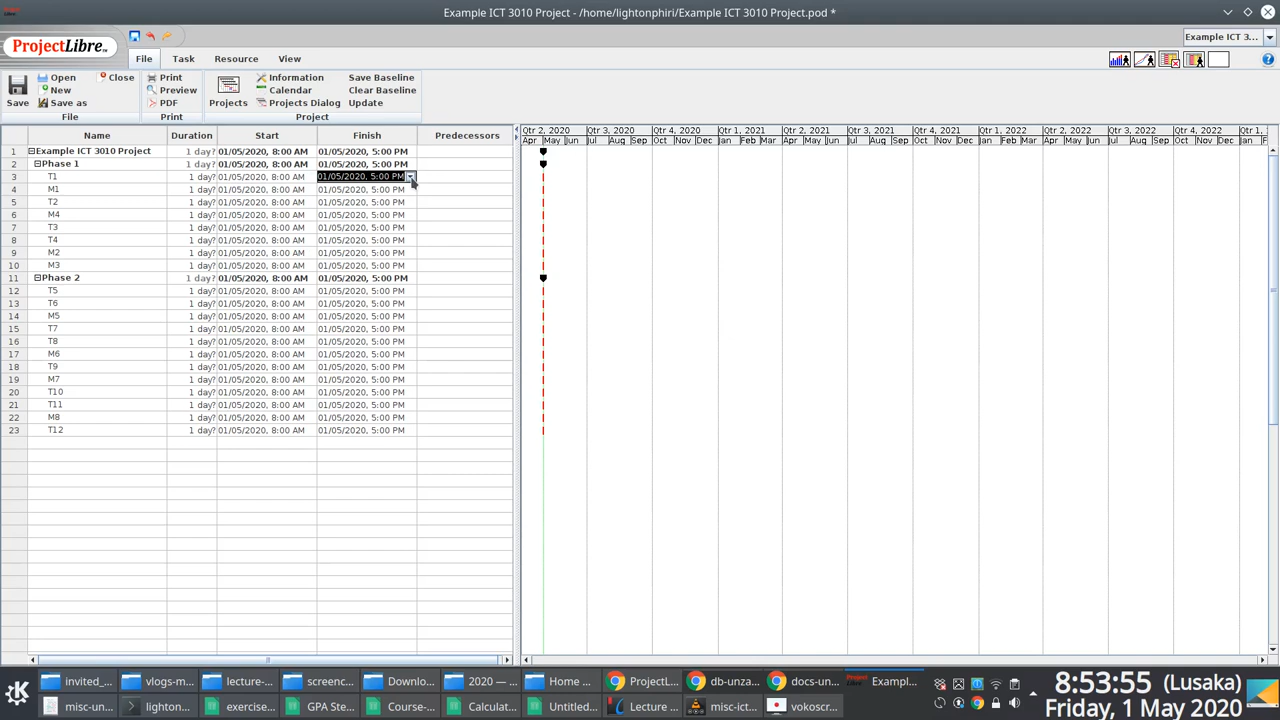 Example ICT 3010 Project - /home/lightonphiri/Example ICT 3010 Project.pod *
ProjectLibre
Example ICT 3...
File Task Resource View
Save
Open
New
Save as
Close
File
Print
Preview
PDF
Print
Projects
Information
Calendar
Projects Dialog
Save Baseline
Clear Baseline
Update
Project
Name Duration Start Finish Predecessors
1 Example ICT 3010 Project 1 day? 01/05/2020, 8:00 AM 01/05/2020, 5:00 PM
2 Phase 1 1 day? 01/05/2020, 8:00 AM 01/05/2020, 5:00 PM
3 T1 1 day? 01/05/2020, 8:00 AM 01/05/2020, 5:00 PM
4 M1 1 day? 01/05/2020, 8:00 AM 01/05/2020, 5:00 PM
5 T2 1 day? 01/05/2020, 8:00 AM 01/05/2020, 5:00 PM
6 M4 1 day? 01/05/2020, 8:00 AM 01/05/2020, 5:00 PM
7 T3 1 day? 01/05/2020, 8:00 AM 01/05/2020, 5:00 PM
8 T4 1 day? 01/05/2020, 8:00 AM 01/05/2020, 5:00 PM
9 M2 1 day? 01/05/2020, 8:00 AM 01/05/2020, 5:00 PM
10 M3 1 day? 01/05/2020, 8:00 AM 01/05/2020, 5:00 PM
11 Phase 2 1 day? 01/05/2020, 8:00 AM 01/05/2020, 5:00 PM
12 T5 1 day? 01/05/2020, 8:00 AM 01/05/2020, 5:00 PM
13 T6 1 day? 01/05/2020, 8:00 AM 01/05/2020, 5:00 PM
14 M5 1 day? 01/05/2020, 8:00 AM 01/05/2020, 5:00 PM
15 T7 1 day? 01/05/2020, 8:00 AM 01/05/2020, 5:00 PM
16 T8 1 day? 01/05/2020, 8:00 AM 01/05/2020, 5:00 PM
17 M6 1 day? 01/05/2020, 8:00 AM 01/05/2020, 5:00 PM
18 T9 1 day? 01/05/2020, 8:00 AM 01/05/2020, 5:00 PM
19 M7 1 day? 01/05/2020, 8:00 AM 01/05/2020, 5:00 PM
20 T10 1 day? 01/05/2020, 8:00 AM 01/05/2020, 5:00 PM
21 T11 1 day? 01/05/2020, 8:00 AM 01/05/2020, 5:00 PM
22 M8 1 day? 01/05/2020, 8:00 AM 01/05/2020, 5:00 PM
23 T12 1 day? 01/05/2020, 8:00 AM 01/05/2020, 5:00 PM
Qtr 2, 2020 Qtr 3, 2020 Qtr 4, 2020 Qtr 1, 2021 Qtr 2, 2021 Qtr 3, 2021 Qtr 4, 2021 Qtr 1, 2022 Qtr 2, 2022 Qtr 3, 2022 Qtr 4, 2022 Qtr 1,
Apr May Jun Jul Aug Sep Oct Nov Dec Jan Feb Mar Apr May Jun Jul Aug Sep Oct Nov Dec Jan Feb Mar Apr May Jun Jul Aug Sep Oct Nov Dec Jan
invited_... vlogs-m... lecture-... screenc... Downlo... 2020 —... Home ... ProjectL... db-unza... docs-un... Exampl...
misc-un... lighton... exercise... GPA Ste... Course-... Calculat... Untitled... Lecture ... misc-ict... vokoscr...
8:53:55 (Lusaka)
Friday, 1 May 2020